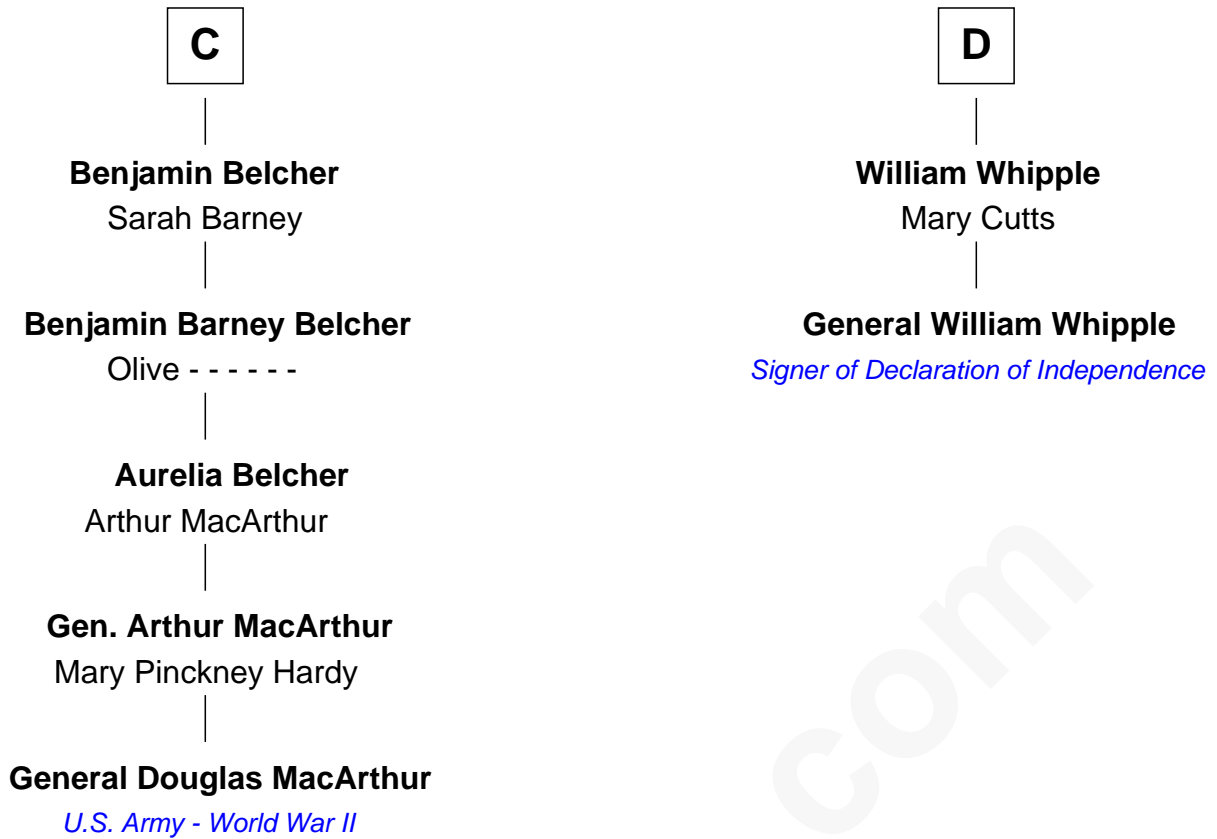 C
Benjamin Belcher
Sarah Barney
Benjamin Barney Belcher
Olive - - - - - -
Aurelia Belcher
Arthur MacArthur
Gen. Arthur MacArthur
Mary Pinckney Hardy
General Douglas MacArthur
U.S. Army - World War II
D
William Whipple
Mary Cutts
General William Whipple
Signer of Declaration of Independence
com